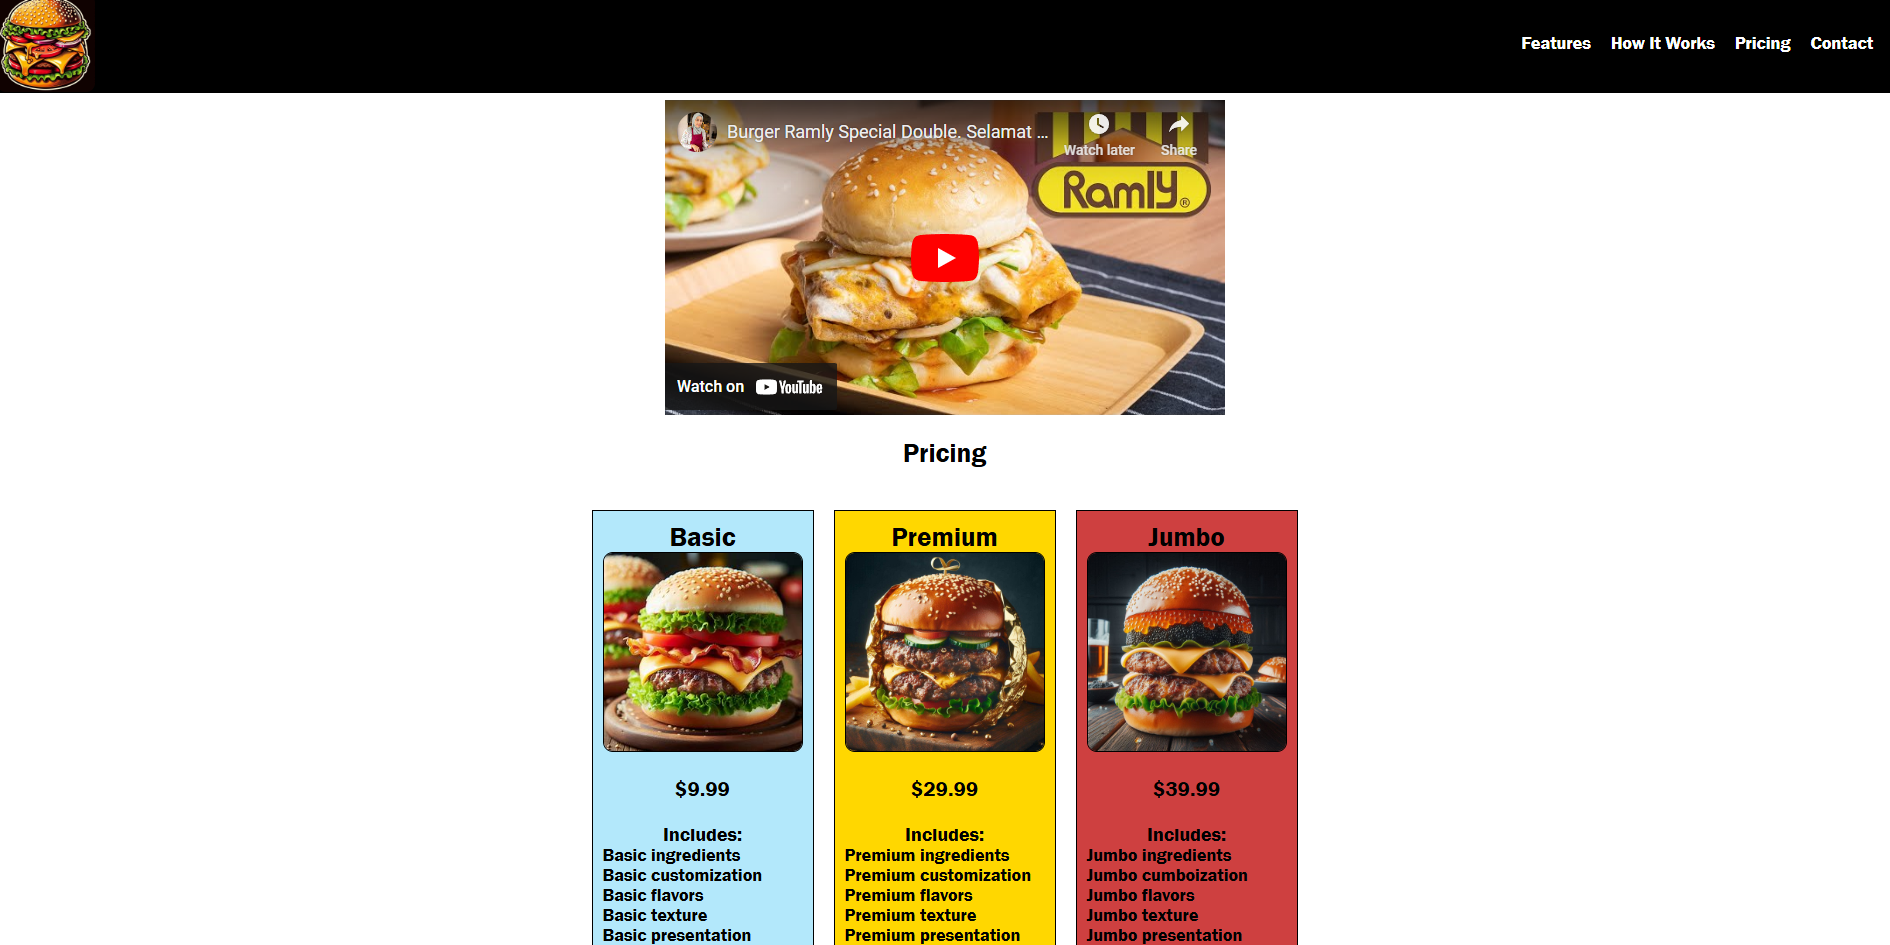 Features How It Works Pricing Contact
Burger Ramly Special Double. Selamat ...
Watch later Share
Ramly®
Watch on YouTube
Pricing
Basic
$9.99
Includes:
Basic ingredients
Basic customization
Basic flavors
Basic texture
Basic presentation
Premium
$29.99
Includes:
Premium ingredients
Premium customization
Premium flavors
Premium texture
Premium presentation
Jumbo
$39.99
Includes:
Jumbo ingredients
Jumbo cumboization
Jumbo flavors
Jumbo texture
Jumbo presentation